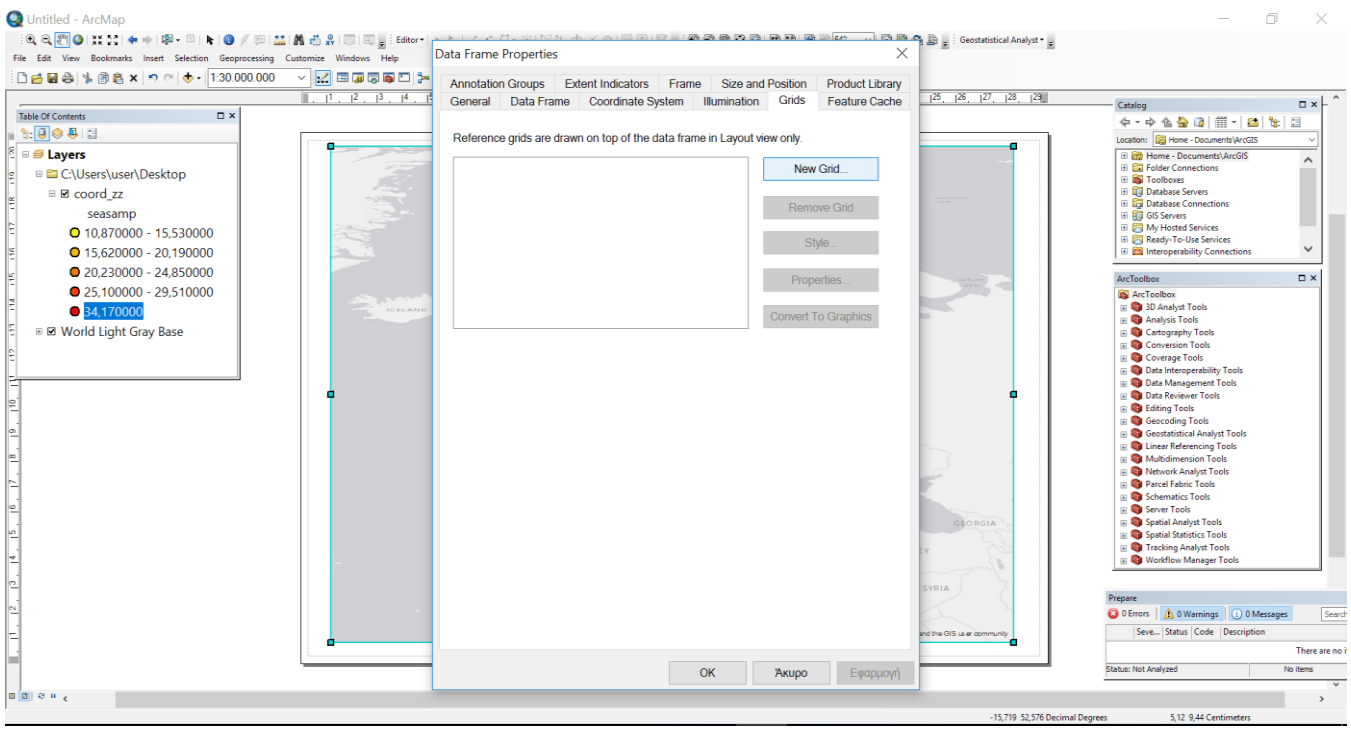 Untitled - ArcMap
Editor
Geostatistical Analyst
File Edit View Bookmarks Insert Selection Geoprocessing Customize Windows Help
1:30.000.000
Table Of Contents
Layers
C:\Users\user\Desktop
coord_zz
seasamp
10,870000 - 15,530000
15,620000 - 20,190000
20,230000 - 24,850000
25,100000 - 29,510000
34,170000
World Light Gray Base
ICELAND
Data Frame Properties
Annotation Groups Extent Indicators Frame Size and Position Product Library
General Data Frame Coordinate System Illumination Grids Feature Cache
Reference grids are drawn on top of the data frame in Layout view only.
New Grid...
Remove Grid
Style...
Properties...
Convert To Graphics
OK Άκυρο Εφαρμογή
25 26 27 28 29
GEORGIA
SYRIA
and the GIS user community
Catalog
Location: Home - Documents\ArcGIS
Home - Documents\ArcGIS
Folder Connections
Toolboxes
Database Servers
Database Connections
GIS Servers
My Hosted Services
Ready-To-Use Services
Interoperability Connections
ArcToolbox
ArcToolbox
3D Analyst Tools
Analysis Tools
Cartography Tools
Conversion Tools
Coverage Tools
Data Interoperability Tools
Data Management Tools
Data Reviewer Tools
Editing Tools
Geocoding Tools
Geostatistical Analyst Tools
Linear Referencing Tools
Multidimension Tools
Network Analyst Tools
Parcel Fabric Tools
Schematics Tools
Server Tools
Spatial Analyst Tools
Spatial Statistics Tools
Tracking Analyst Tools
Workflow Manager Tools
Prepare
0 Errors 0 Warnings 0 Messages Search
Seve... Status Code Description
There are no i
Status: Not Analyzed No items
-15,719 52,576 Decimal Degrees 5,12 9,44 Centimeters